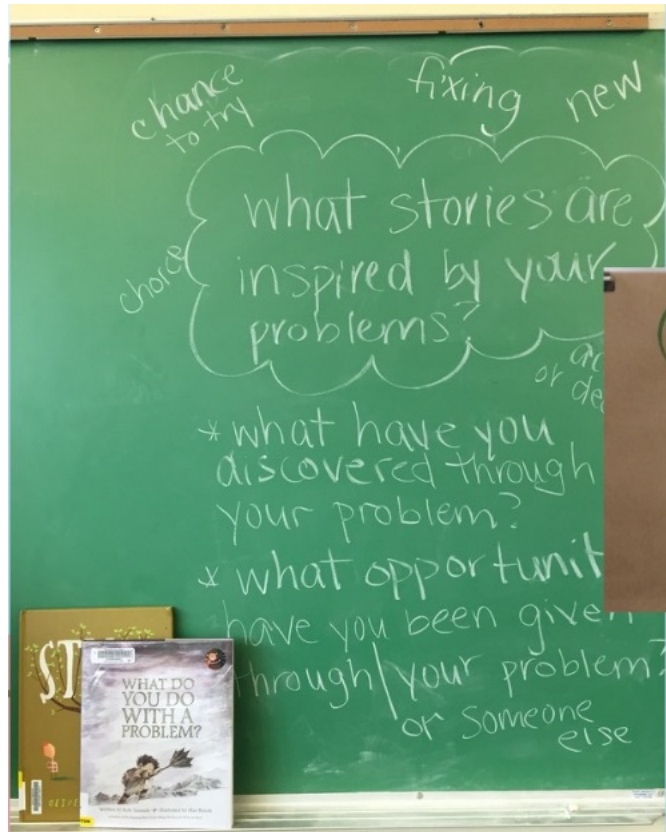 chance
to try
fixing
new
what stories are
inspired by your
problems?
choice
or
* what have you
discovered through
your problem?
* what opportunit
have you been given
through your problem?
or someone
else
ST
WHAT DO
YOU DO
WITH A
PROBLEM?